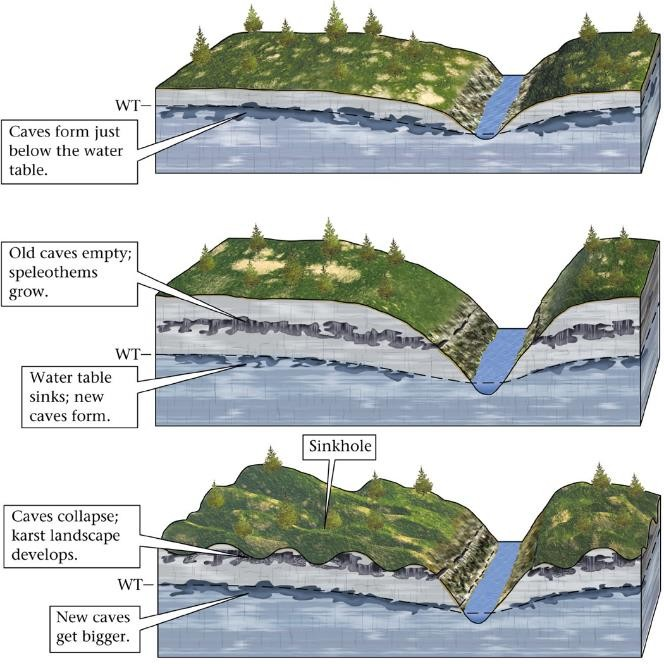 WT
Caves form just
below the water
table.
Old caves empty;
speleothems
grow.
WT
Water table
sinks; new
caves form.
Sinkhole
Caves collapse;
karst landscape
develops.
WT
New caves
get bigger.